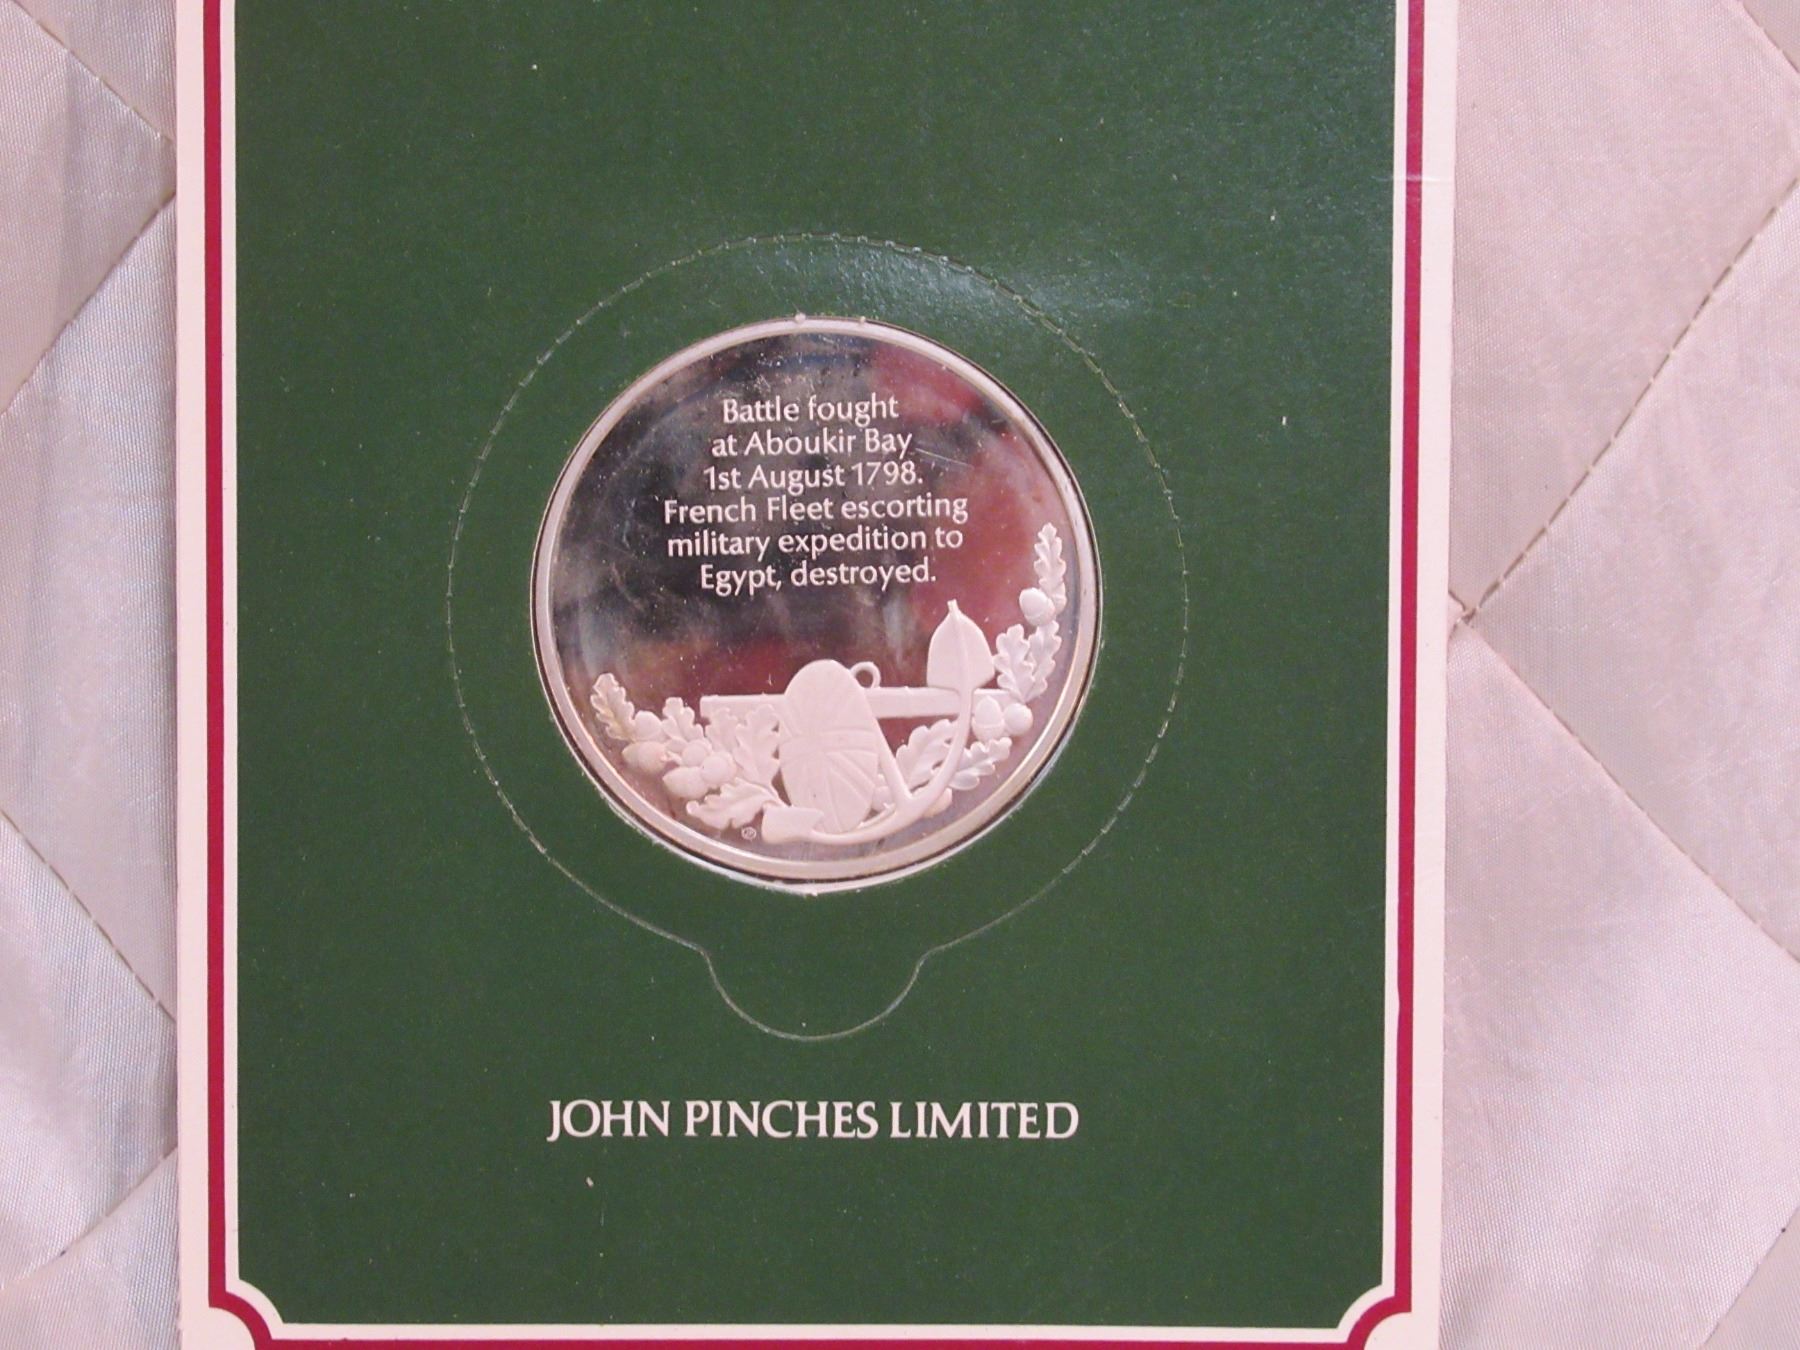 Battle fought
at Aboukir Bay
1st August 1798.
French Fleet escorting
military expedition to
Egypt, destroyed.
JOHN PINCHES LIMITED